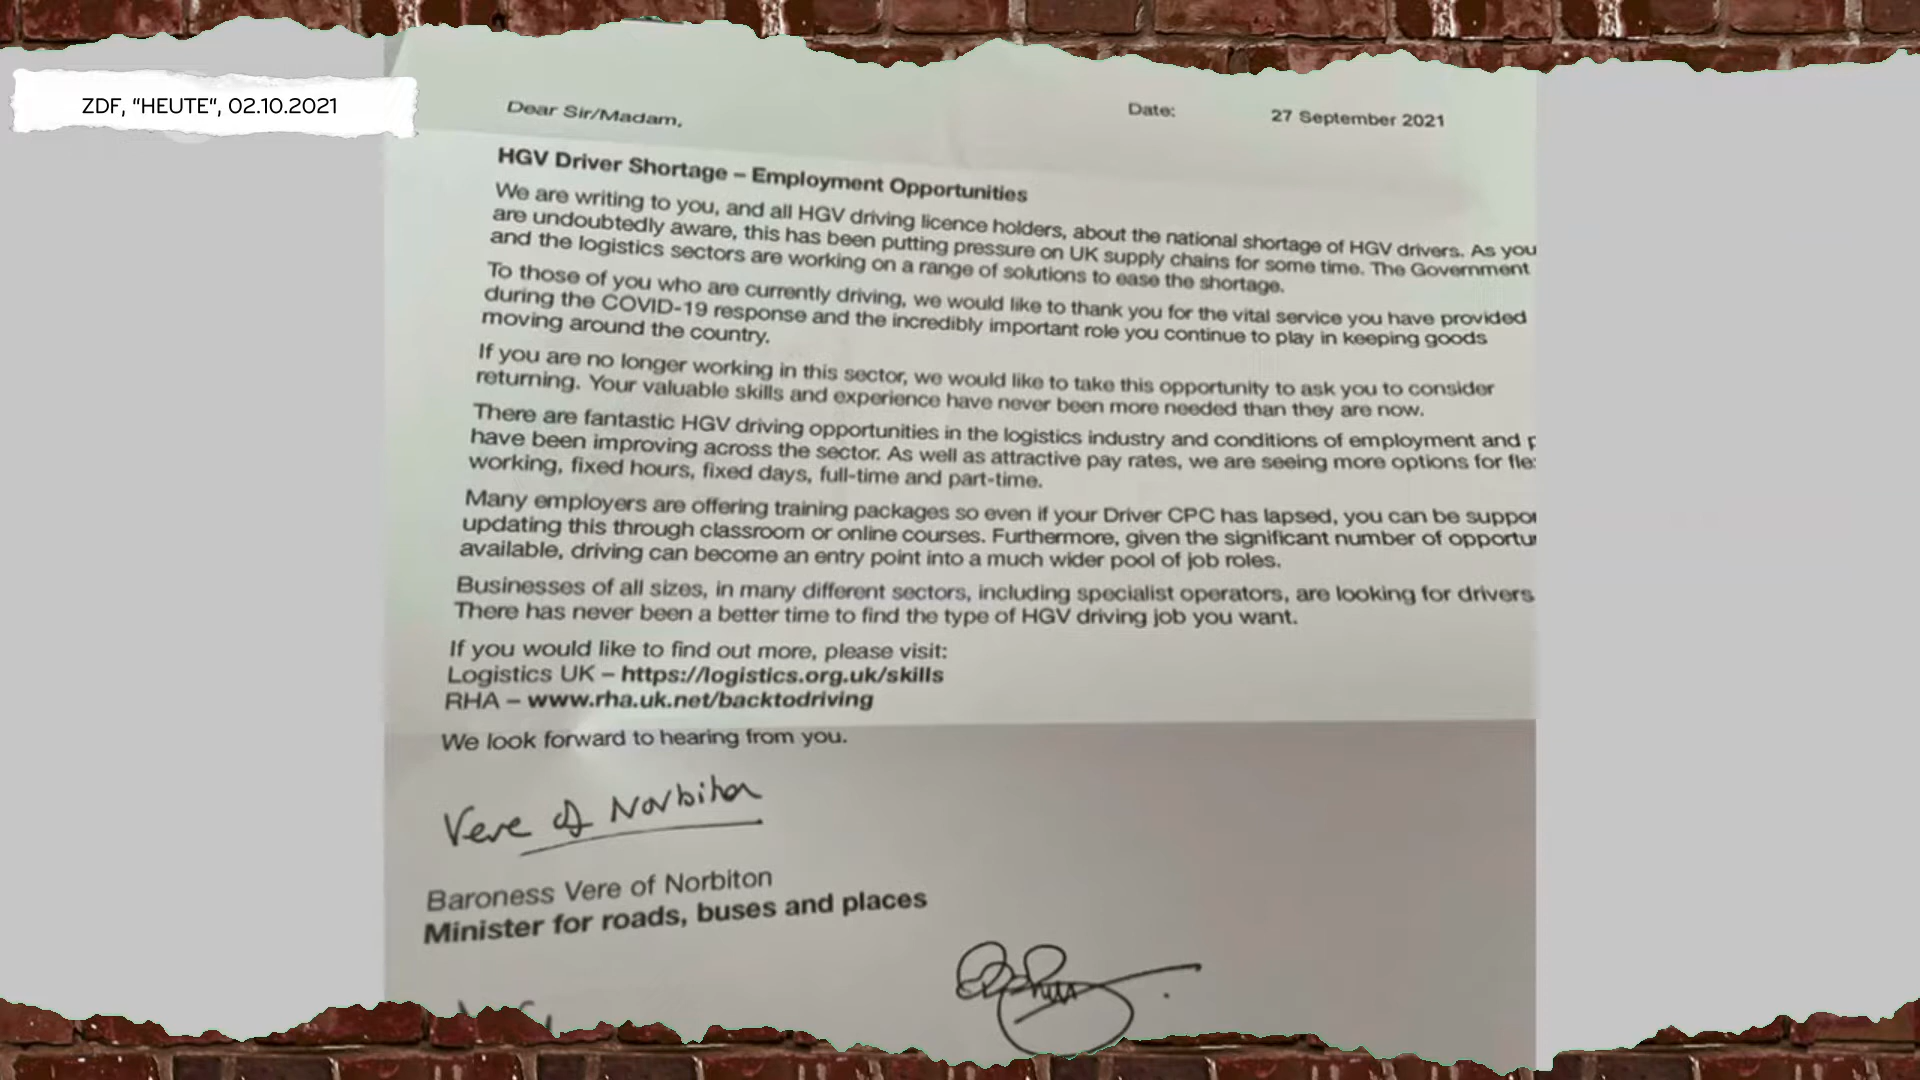 ZDF, "HEUTE", 02.10.2021
Dear Sir/Madam,
Date: 27 September 2021
HGV Driver Shortage – Employment Opportunities
We are writing to you, and all HGV driving licence holders, about the national shortage of HGV drivers. As you
are undoubtedly aware, this has been putting pressure on UK supply chains for some time. The Government
and the logistics sectors are working on a range of solutions to ease the shortage.
To those of you who are currently driving, we would like to thank you for the vital service you have provided
during the COVID-19 response and the incredibly important role you continue to play in keeping goods
moving around the country.
If you are no longer working in this sector, we would like to take this opportunity to ask you to consider
returning. Your valuable skills and experience have never been more needed than they are now.
There are fantastic HGV driving opportunities in the logistics industry and conditions of employment and p
have been improving across the sector. As well as attractive pay rates, we are seeing more options for fle
working, fixed hours, fixed days, full-time and part-time.
Many employers are offering training packages so even if your Driver CPC has lapsed, you can be suppor
updating this through classroom or online courses. Furthermore, given the significant number of opportu
available, driving can become an entry point into a much wider pool of job roles.
Businesses of all sizes, in many different sectors, including specialist operators, are looking for drivers
There has never been a better time to find the type of HGV driving job you want.
If you would like to find out more, please visit:
Logistics UK – https://logistics.org.uk/skills
RHA – www.rha.uk.net/backtodriving
We look forward to hearing from you.
Vere of Norbiton
Baroness Vere of Norbiton
Minister for roads, buses and places